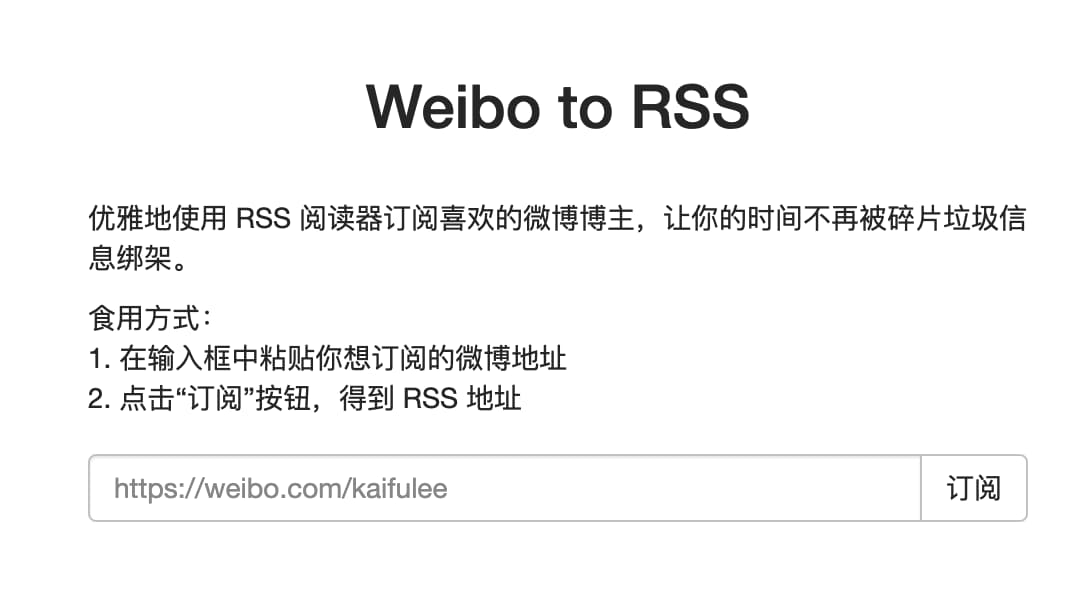 Weibo to RSS
优雅地使用 RSS 阅读器订阅喜欢的微博博主，让你的时间不再被碎片垃圾信
息绑架。
食用方式：
1. 在输入框中粘贴你想订阅的微博地址
2. 点击“订阅”按钮，得到 RSS 地址
https://weibo.com/kaifulee
订阅